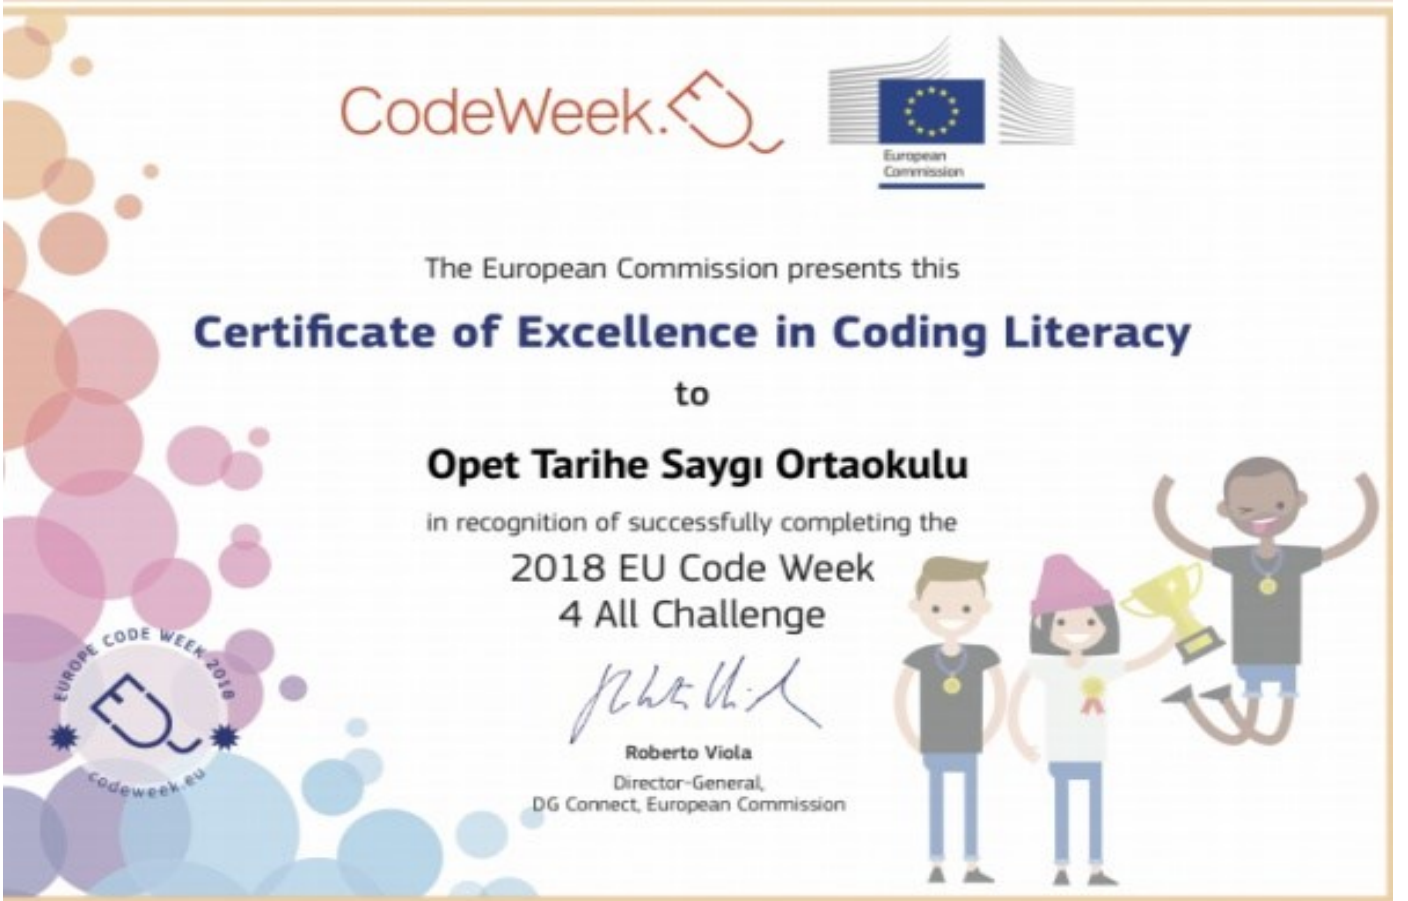 CodeWeek.EU
European
Commission
The European Commission presents this
Certificate of Excellence in Coding Literacy
to
Opet Tarihe Saygı Ortaokulu
in recognition of successfully completing the
2018 EU Code Week
4 All Challenge
Roberto Viola
Director-General,
DG Connect, European Commission
EUROPE CODE WEEK 2018
EU
codeweek.eu